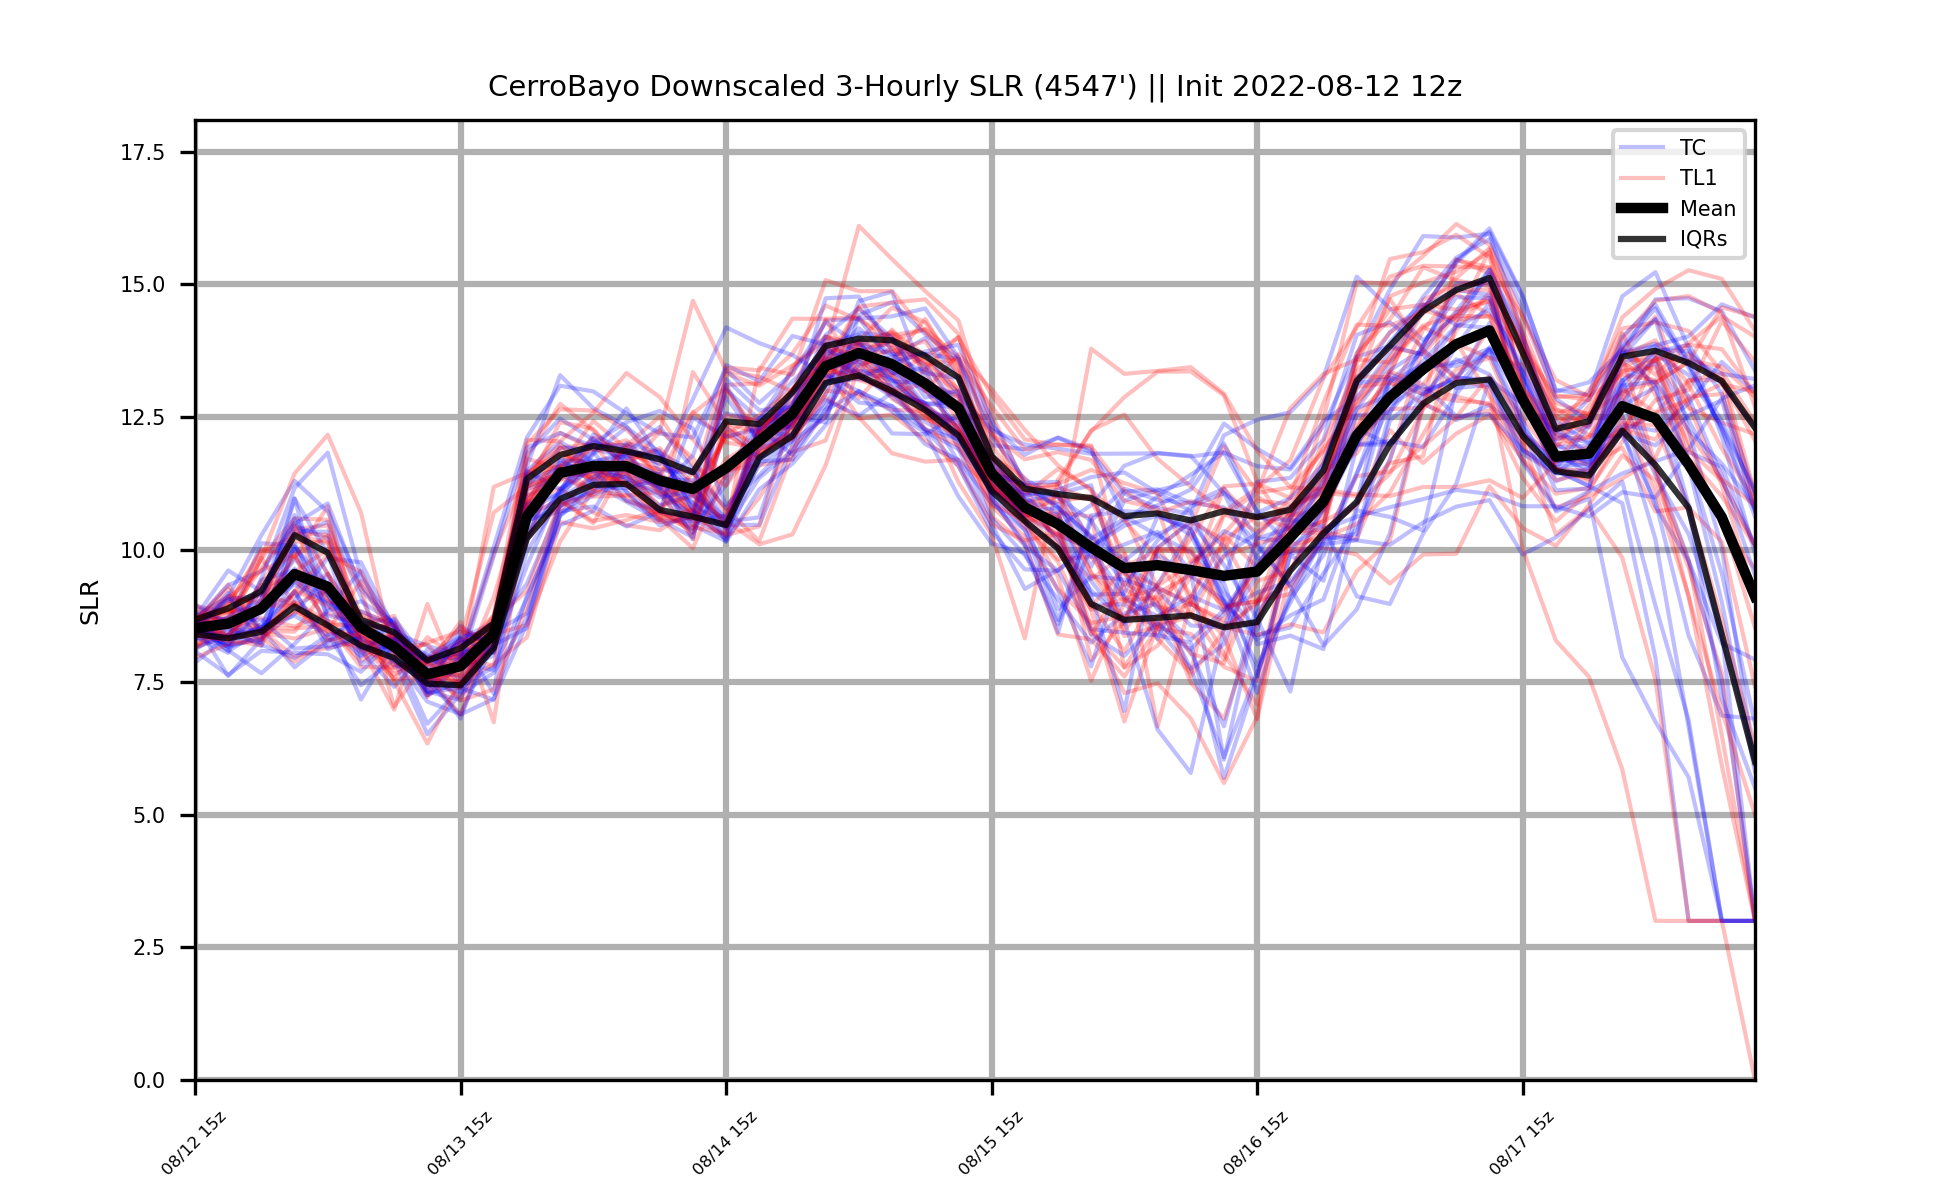 CerroBayo Downscaled 3-Hourly SLR (4547') || Init 2022-08-12 12z
TC
TL1
Mean
IQRs
17.5
15.0
12.5
10.0
7.5
5.0
2.5
0.0
SLR
08/12 15z
08/13 15z
08/14 15z
08/15 15z
08/16 15z
08/17 15z